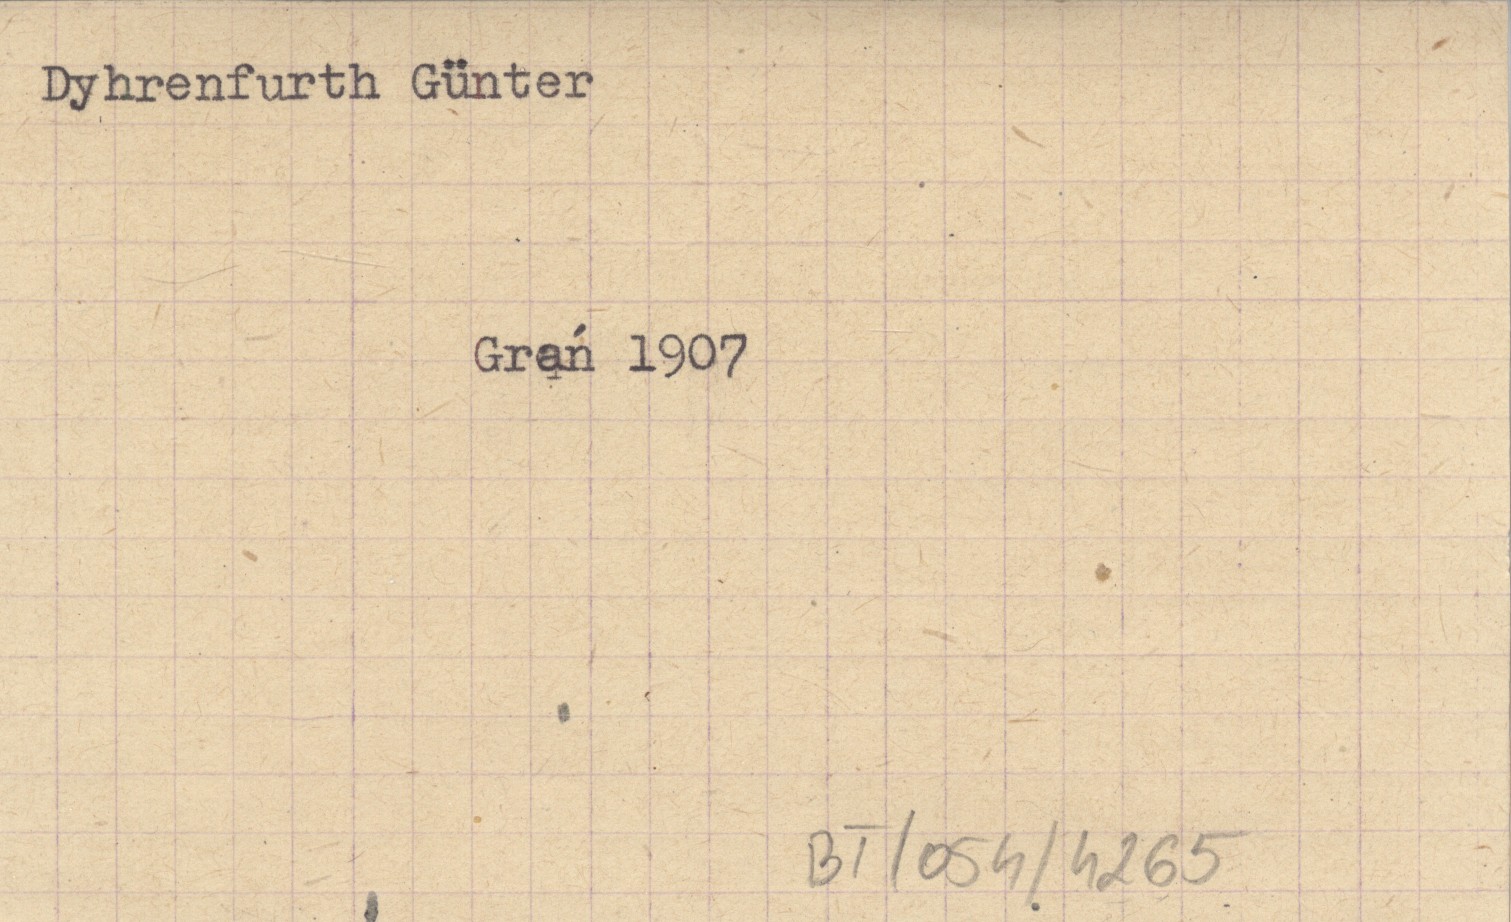 Dyhrenfurth Günter
Grań 1907
BT/054/4265